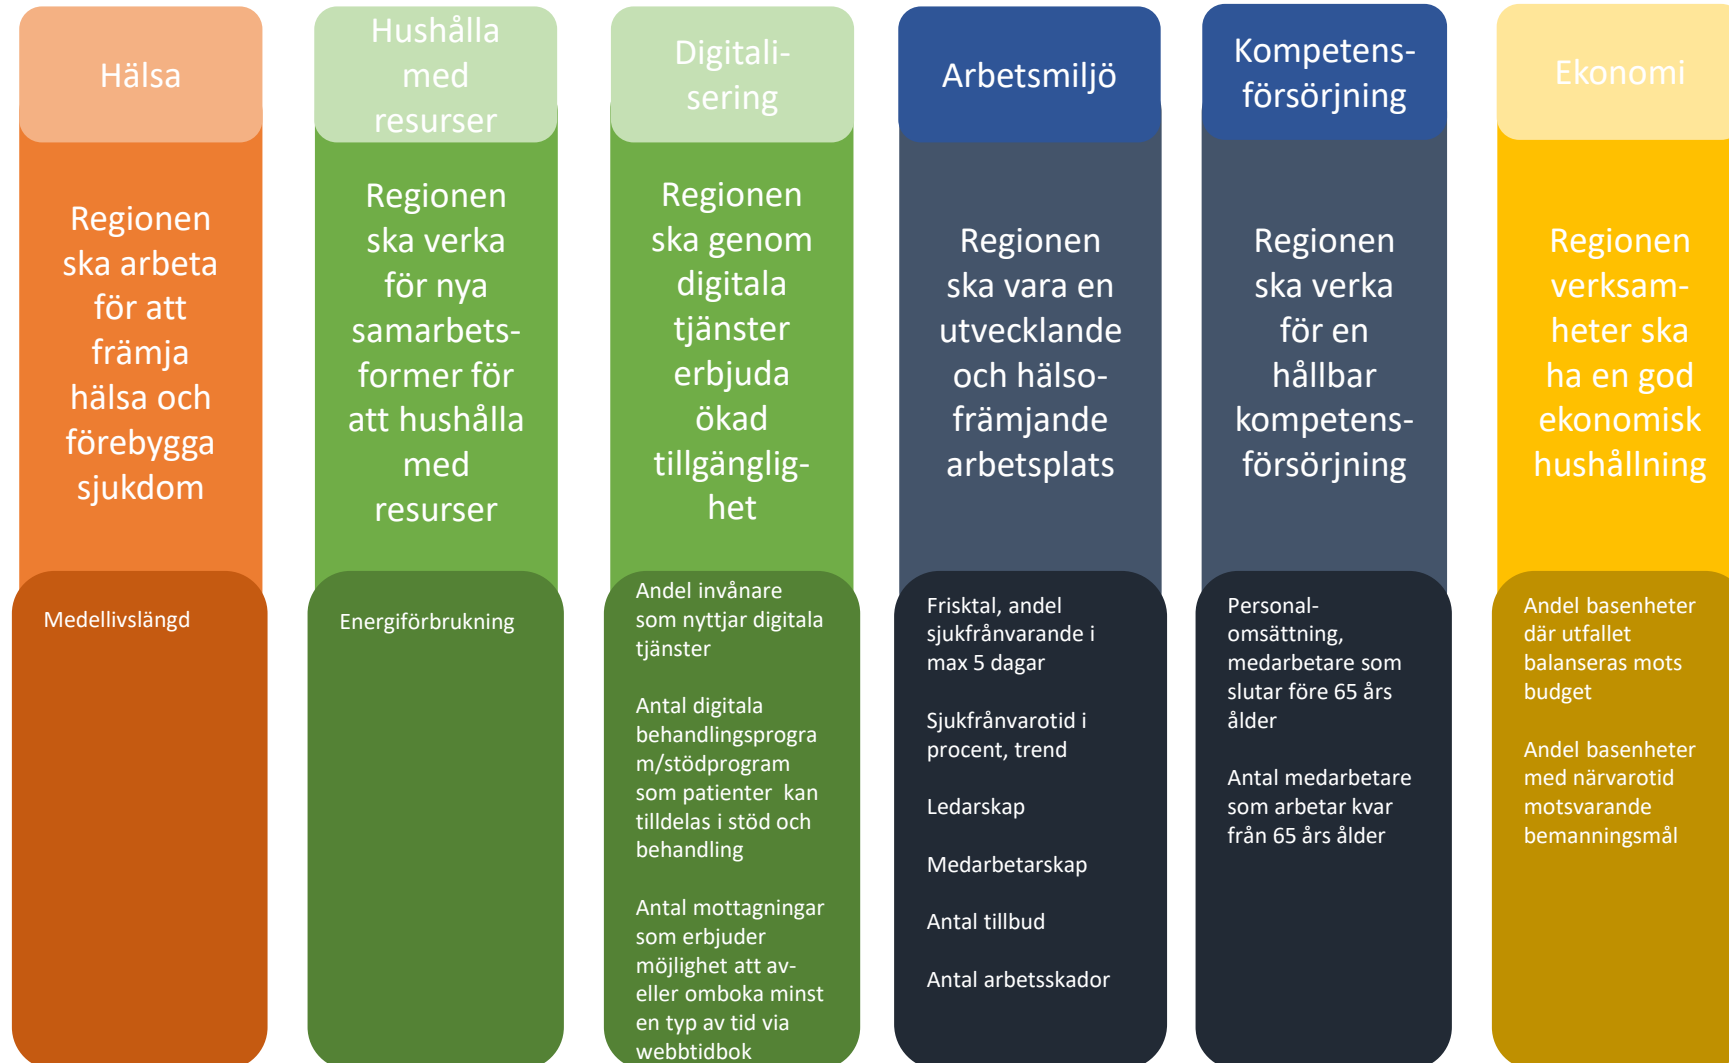 Hälsa
Regionen
ska arbeta
för att
främja
hälsa och
förebygga
sjukdom
Medellivslängd
Hushålla
med
resurser
Regionen
ska verka
för nya
samarbets-
former för
att hushålla
med
resurser
Energiförbrukning
Digitali-
sering
Regionen
ska genom
digitala
tjänster
erbjuda
ökad
tillgänglig-
het
Andel invånare
som nyttjar digitala
tjänster
Antal digitala
behandlingsprogra
m/stödprogram
som patienter  kan
tilldelas i stöd och
behandling
Antal mottagningar
som erbjuder
möjlighet att av-
eller omboka minst
en typ av tid via
webbtidbok
Arbetsmiljö
Regionen
ska vara en
utvecklande
och hälso-
främjande
arbetsplats
Frisktal, andel
sjukfrånvarande i
max 5 dagar
Sjukfrånvarotid i
procent, trend
Ledarskap
Medarbetarskap
Antal tillbud
Antal arbetsskador
Kompetens-
försörjning
Regionen
ska verka
för en
hållbar
kompetens-
försörjning
Personal-
omsättning,
medarbetare som
slutar före 65 års
ålder
Antal medarbetare
som arbetar kvar
från 65 års ålder
Ekonomi
Regionen
verksam-
heter ska
ha en god
ekonomisk
hushållning
Andel basenheter
där utfallet
balanseras mots
budget
Andel basenheter
med närvarotid
motsvarande
bemanningsmål